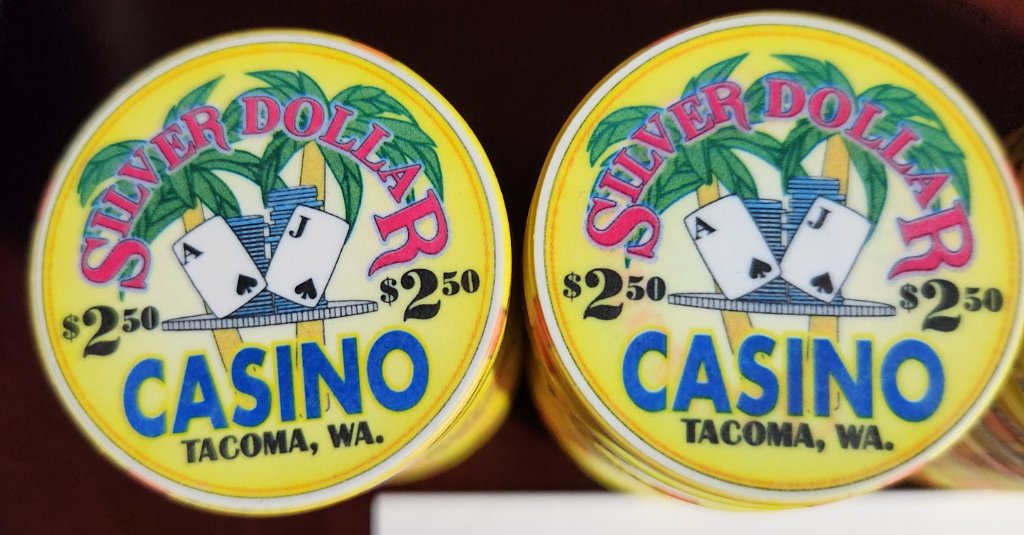 SILVER DOLLAR
A
J
$2.50 $2.50
CASINO
TACOMA, WA.
SILVER DOLLAR
A
J
$2.50 $2.50
CASINO
TACOMA, WA.